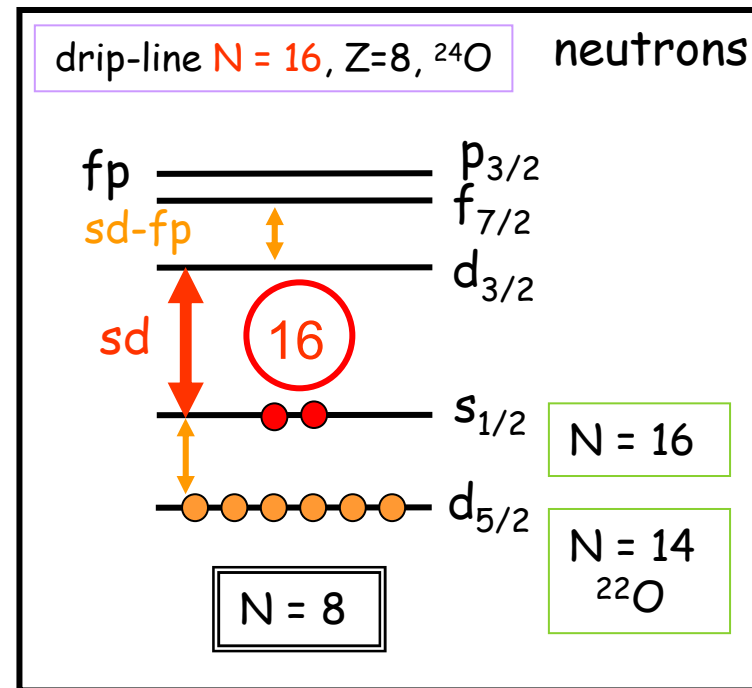 drip-line N = 16, Z=8, ²⁴O
neutrons
fp
p3/2
f7/2
sd-fp
d3/2
sd
16
s1/2
N = 16
d5/2
N = 14
²²O
N = 8